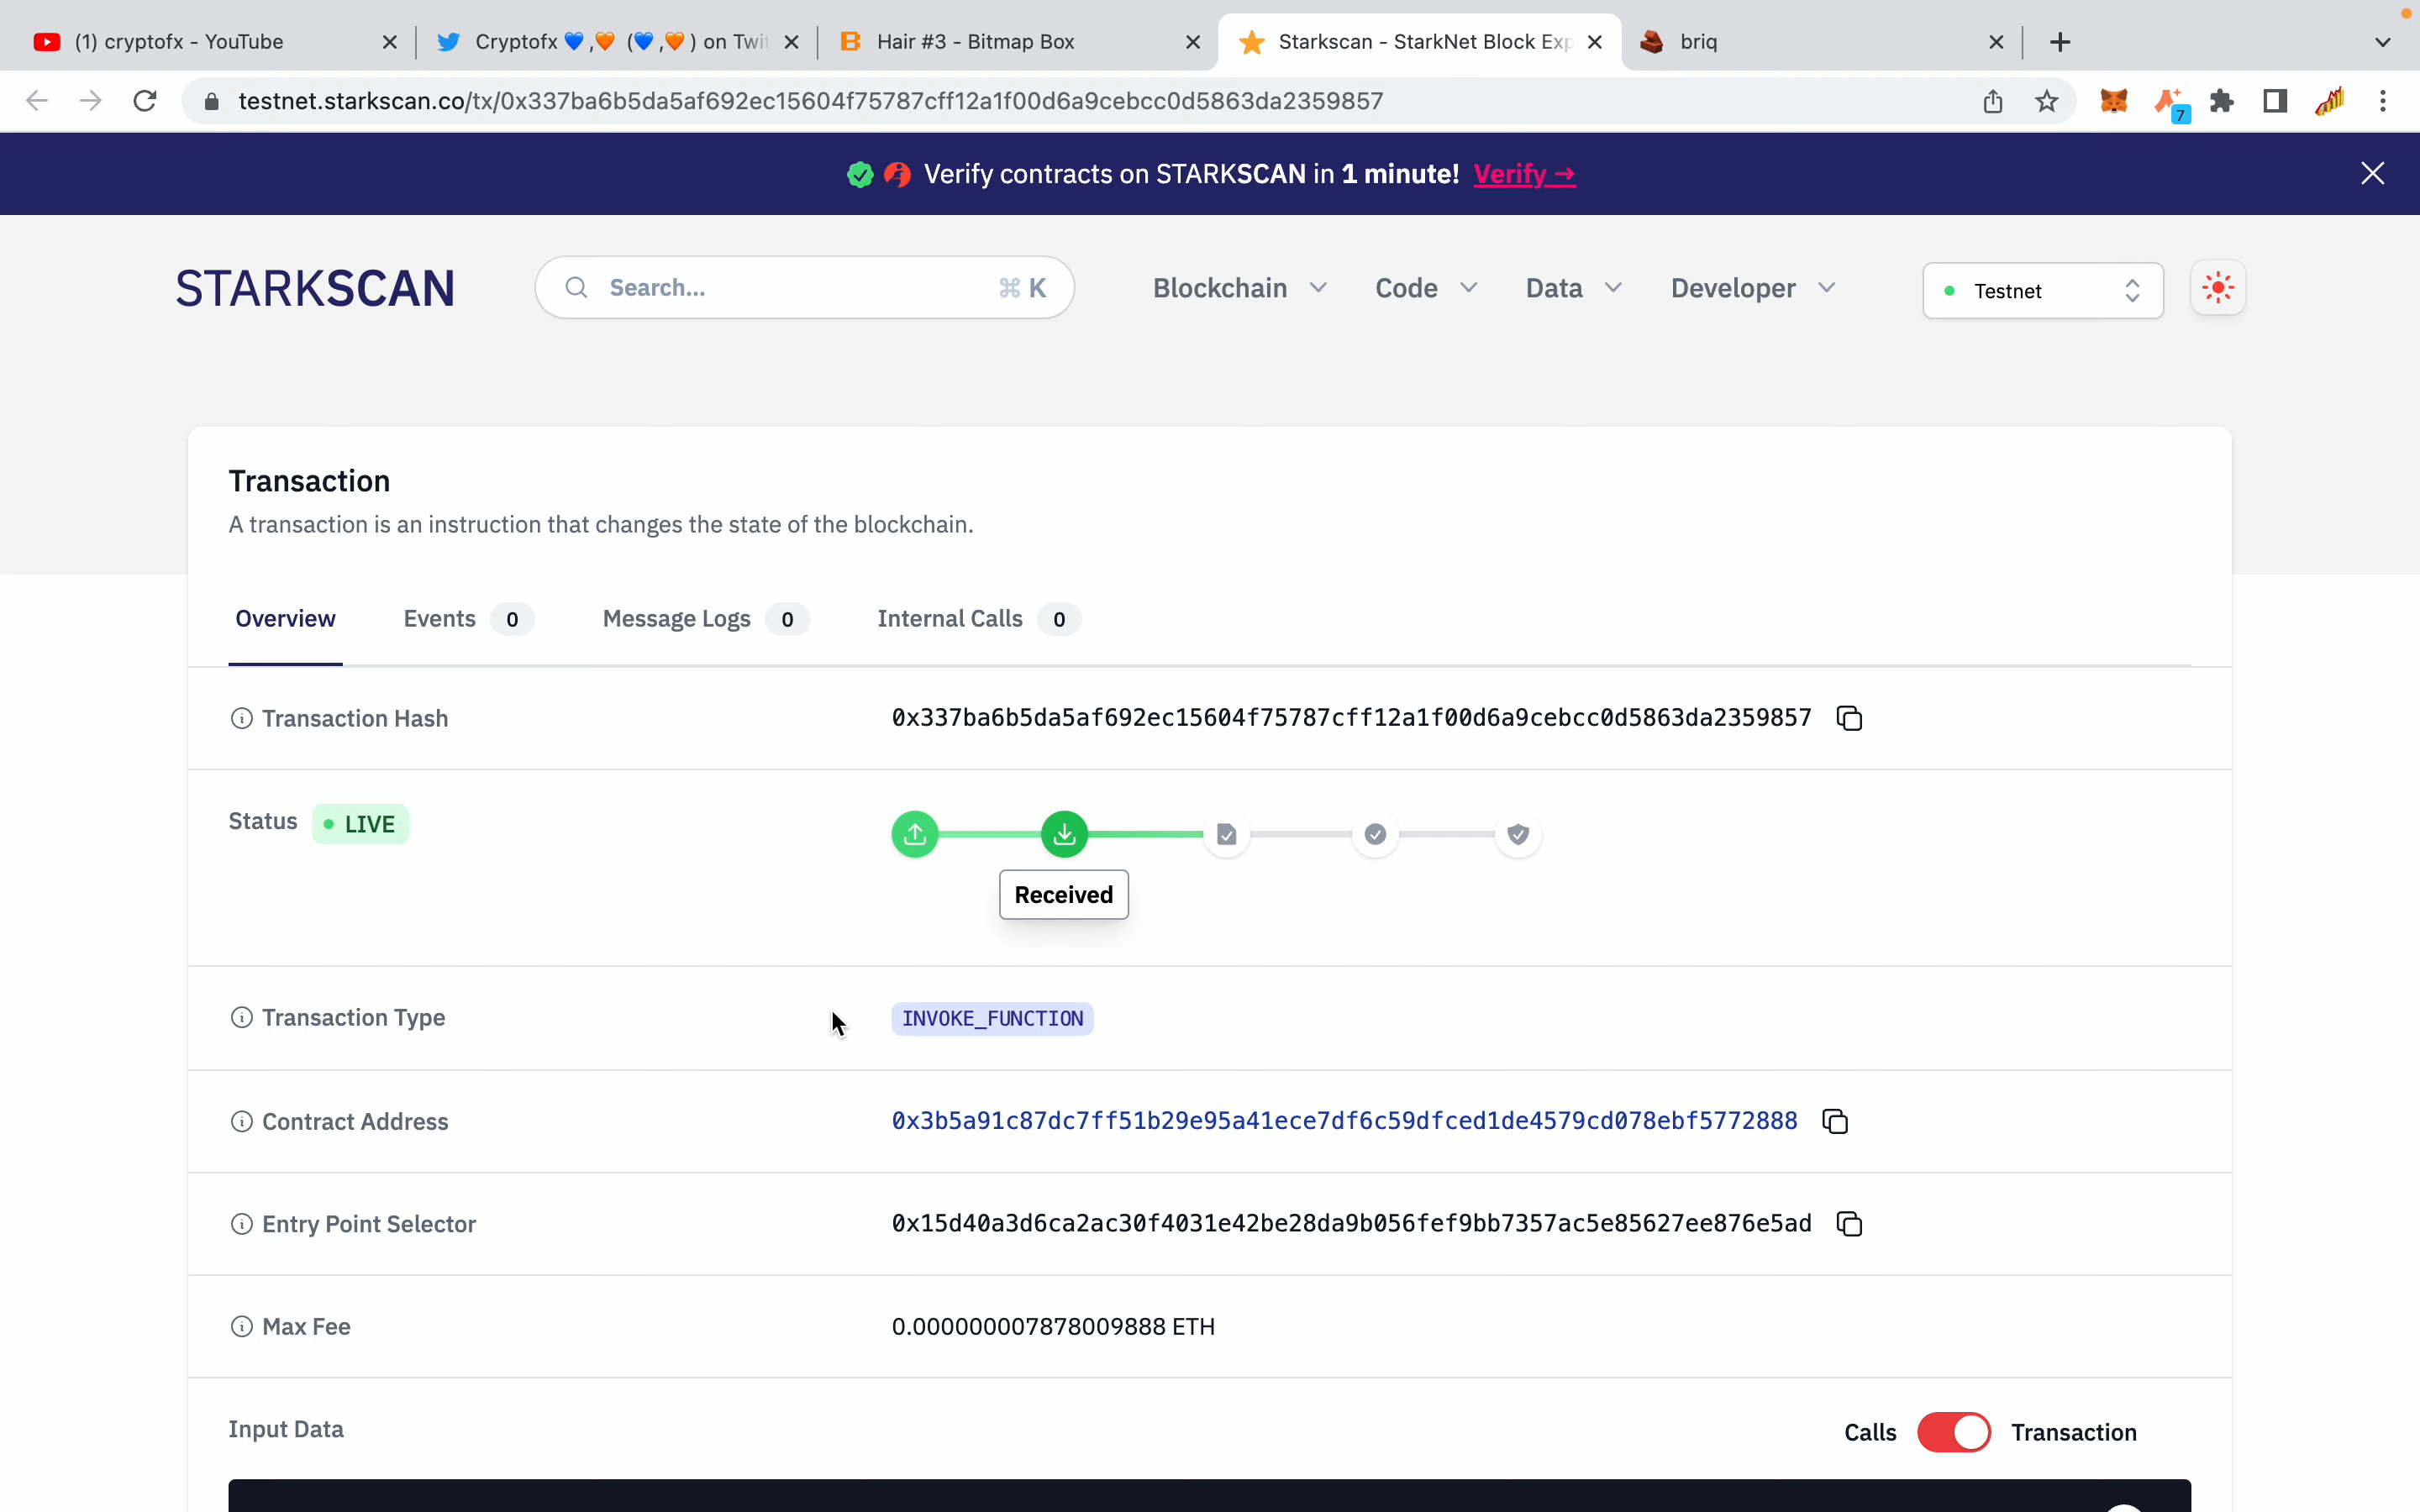 (1) cryptofx - YouTube
Cryptofx 💙,🧡 (💙,🧡) on Twit
Hair #3 - Bitmap Box
Starkscan - StarkNet Block Exp
briq
testnet.starkscan.co/tx/0x337ba6b5da5af692ec15604f75787cff12a1f00d6a9cebcc0d5863da2359857
7
Verify contracts on STARKSCAN in 1 minute! Verify →
STARKSCAN
Search...
⌘ K
Blockchain
Code
Data
Developer
Testnet
Transaction
A transaction is an instruction that changes the state of the blockchain.
Overview
Events 0
Message Logs 0
Internal Calls 0
Transaction Hash
0x337ba6b5da5af692ec15604f75787cff12a1f00d6a9cebcc0d5863da2359857
Status
LIVE
Received
Transaction Type
INVOKE_FUNCTION
Contract Address
0x3b5a91c87dc7ff51b29e95a41ece7df6c59dfced1de4579cd078ebf5772888
Entry Point Selector
0x15d40a3d6ca2ac30f4031e42be28da9b056fef9bb7357ac5e85627ee876e5ad
Max Fee
0.000000007878009888 ETH
Input Data
Calls
Transaction